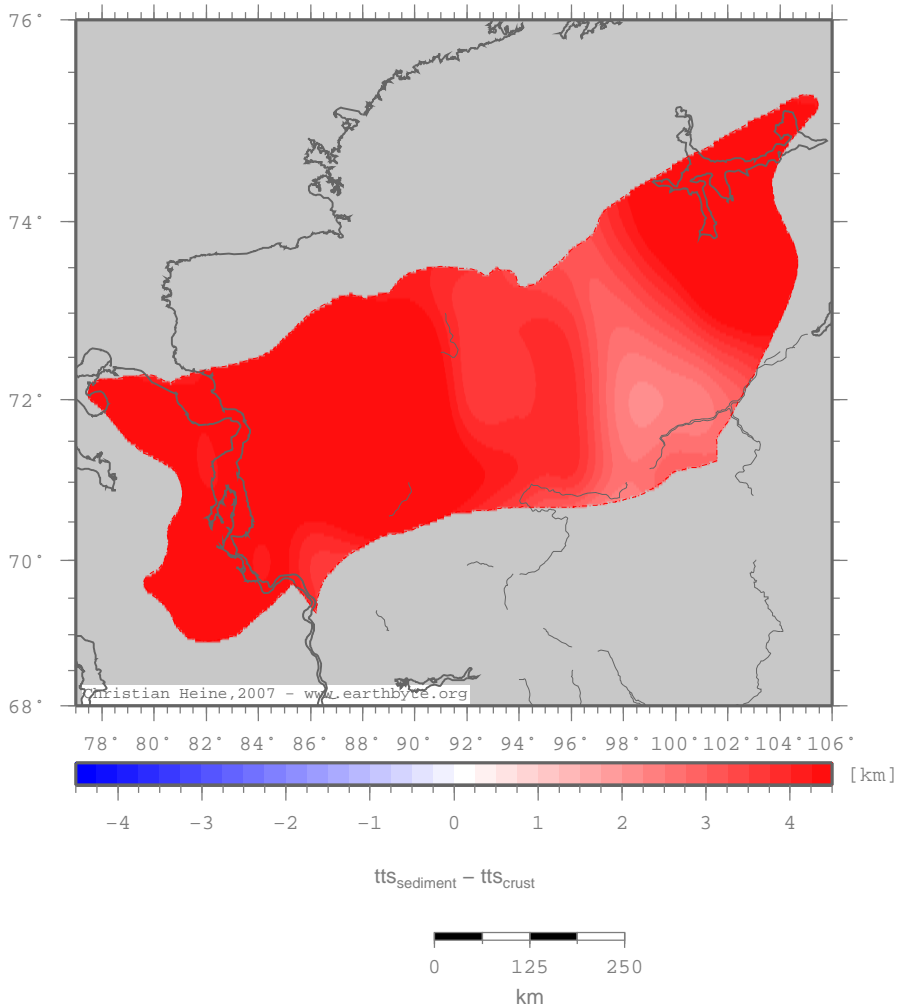 76°
74°
72°
70°
68°
Christian Heine,2007 – www.earthbyte.org
78° 80° 82° 84° 86° 88° 90° 92° 94° 96° 98° 100° 102° 104° 106°
[km]
−4 −3 −2 −1 0 1 2 3 4
tts_sediment – tts_crust
0 125 250
km